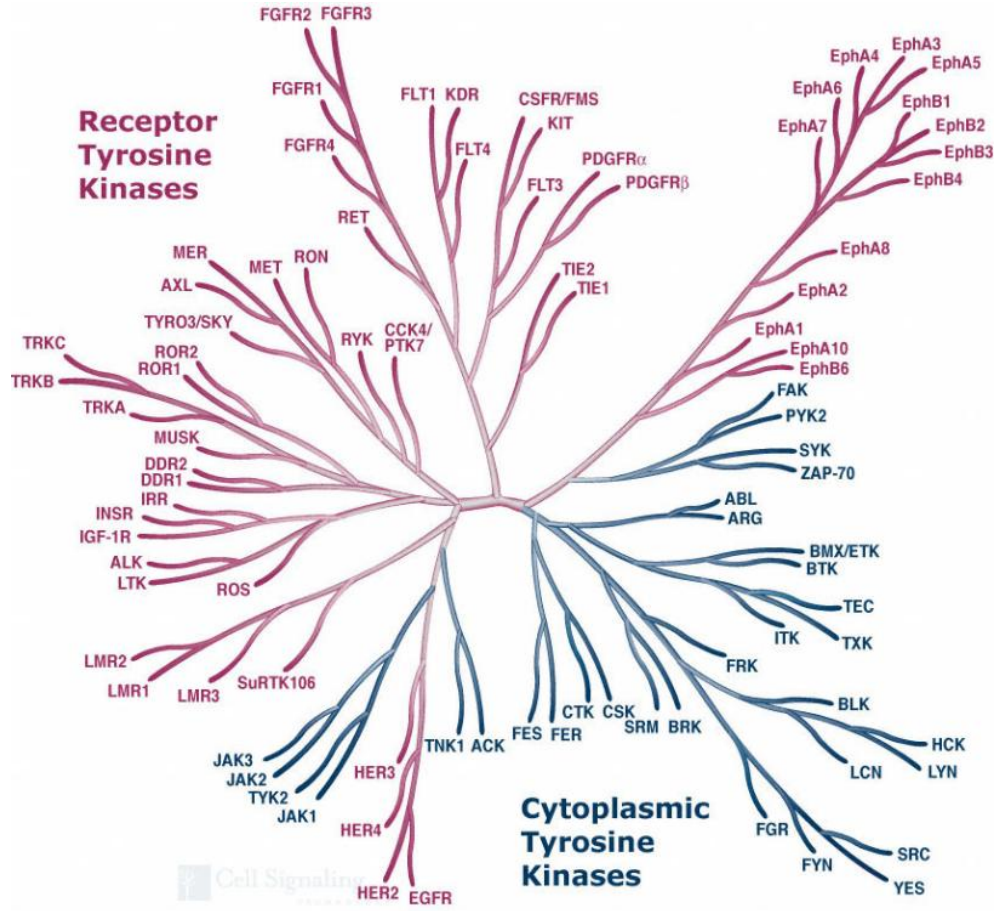 FGFR2 FGFR3
FGFR1
FGFR4
RET
FLT1 KDR
FLT4
CSFR/FMS
KIT
FLT3
PDGFRα
PDGFRβ
TIE2
TIE1
EphA4
EphA3
EphA5
EphA6
EphA7
EphB1
EphB2
EphB3
EphB4
EphA8
EphA2
EphA1
EphA10
EphB6
Receptor
Tyrosine
Kinases
MER
AXL
TYRO3/SKY
MET
RON
RYK
CCK4/
PTK7
TRKC
TRKB
TRKA
ROR2
ROR1
MUSK
DDR2
DDR1
IRR
INSR
IGF-1R
ALK
LTK
ROS
LMR2
LMR1
LMR3
SuRTK106
FAK
PYK2
SYK
ZAP-70
ABL
ARG
BMX/ETK
BTK
TEC
TXK
ITK
FRK
BLK
HCK
LYN
LCN
FGR
FYN
SRC
YES
JAK3
JAK2
TYK2
JAK1
HER3
HER4
HER2
EGFR
TNK1 ACK
FES
FER
CTK
CSK
SRM BRK
Cytoplasmic
Tyrosine
Kinases
Cell Signaling